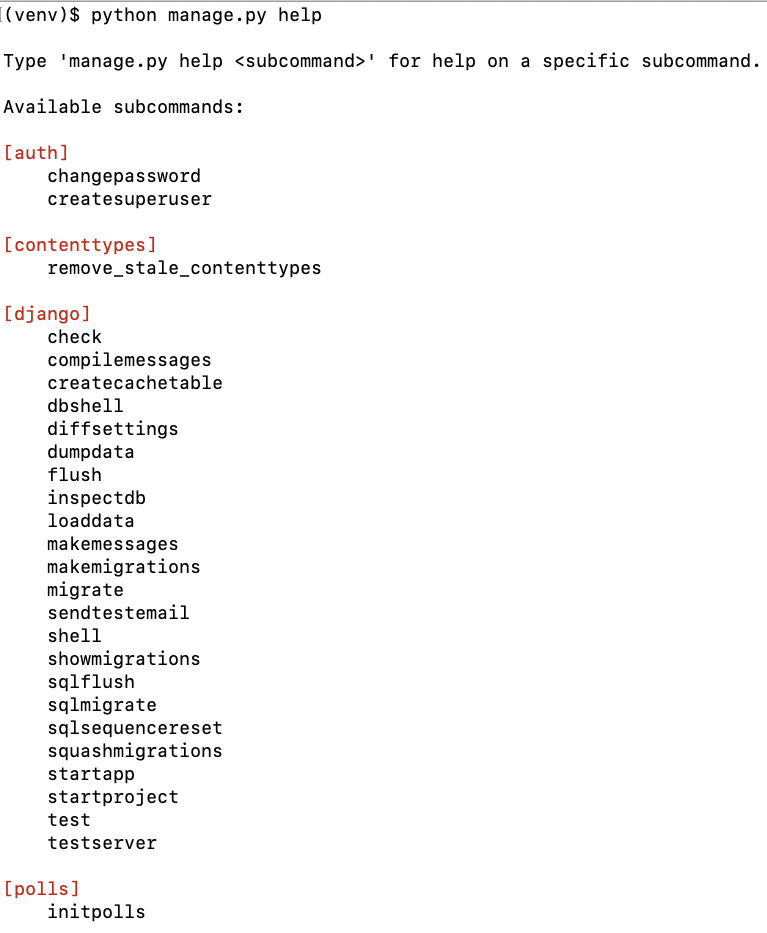 (venv)$ python manage.py help
Type 'manage.py help <subcommand>' for help on a specific subcommand.
Available subcommands:
[auth]
changepassword
createsuperuser
[contenttypes]
remove_stale_contenttypes
[django]
check
compilemessages
createcachetable
dbshell
diffsettings
dumpdata
flush
inspectdb
loaddata
makemessages
makemigrations
migrate
sendtestemail
shell
showmigrations
sqlflush
sqlmigrate
sqlsequencereset
squashmigrations
startapp
startproject
test
testserver
[polls]
initpolls